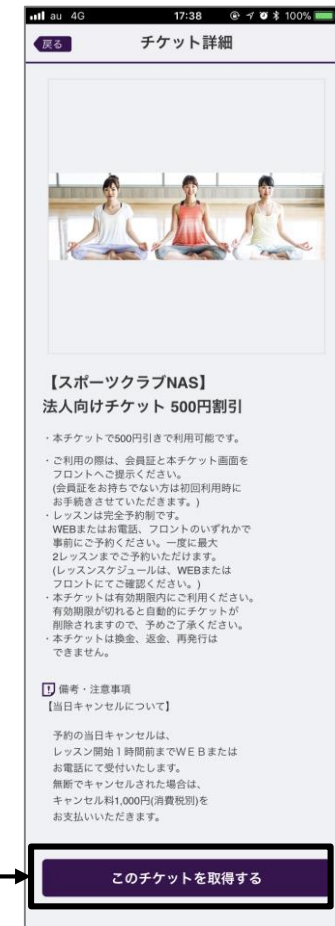 au 4G 17:38 100%
戻る チケット詳細
【スポーツクラブNAS】
法人向けチケット 500円割引
・本チケットで500円引きで利用可能です。
・ご利用の際は、会員証と本チケット画面を
フロントへご提示ください。
(会員証をお持ちでない方は初回利用時に
お手続きさせていただきます。)
・レッスンは完全予約制です。
WEBまたはお電話、フロントのいずれかで
事前にご予約ください。一度に最大
2レッスンまでご予約いただけます。
(レッスンスケジュールは、WEBまたは
フロントにてご確認ください。)
・本チケットは有効期限内にご利用ください。
有効期限が切れると自動的にチケットが
削除されますので、予めご了承ください。
・本チケットは換金、返金、再発行は
できません。
備考・注意事項
【当日キャンセルについて】
予約の当日キャンセルは、
レッスン開始1時間前までWEBまたは
お電話にて受付いたします。
無断でキャンセルされた場合は、
キャンセル料1,000円(消費税別)を
お支払いいただきます。
このチケットを取得する